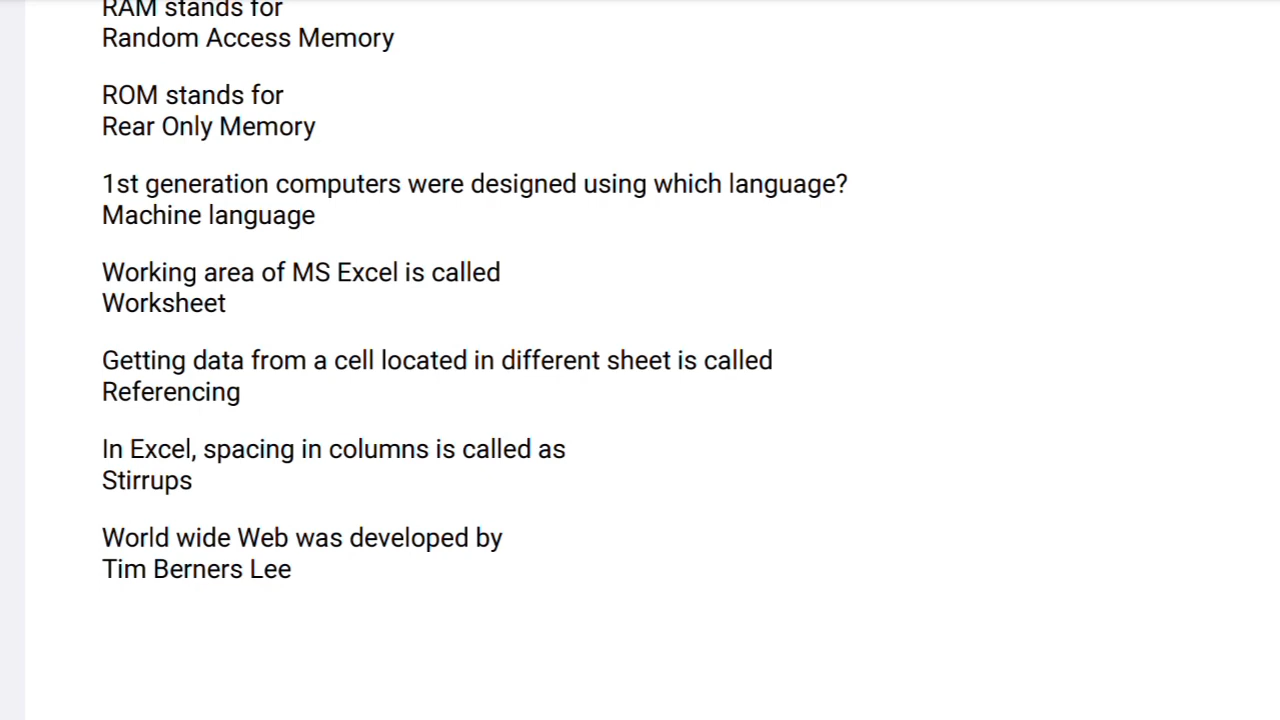 RAM stands for
Random Access Memory
ROM stands for
Rear Only Memory
1st generation computers were designed using which language?
Machine language
Working area of MS Excel is called
Worksheet
Getting data from a cell located in different sheet is called
Referencing
In Excel, spacing in columns is called as
Stirrups
World wide Web was developed by
Tim Berners Lee